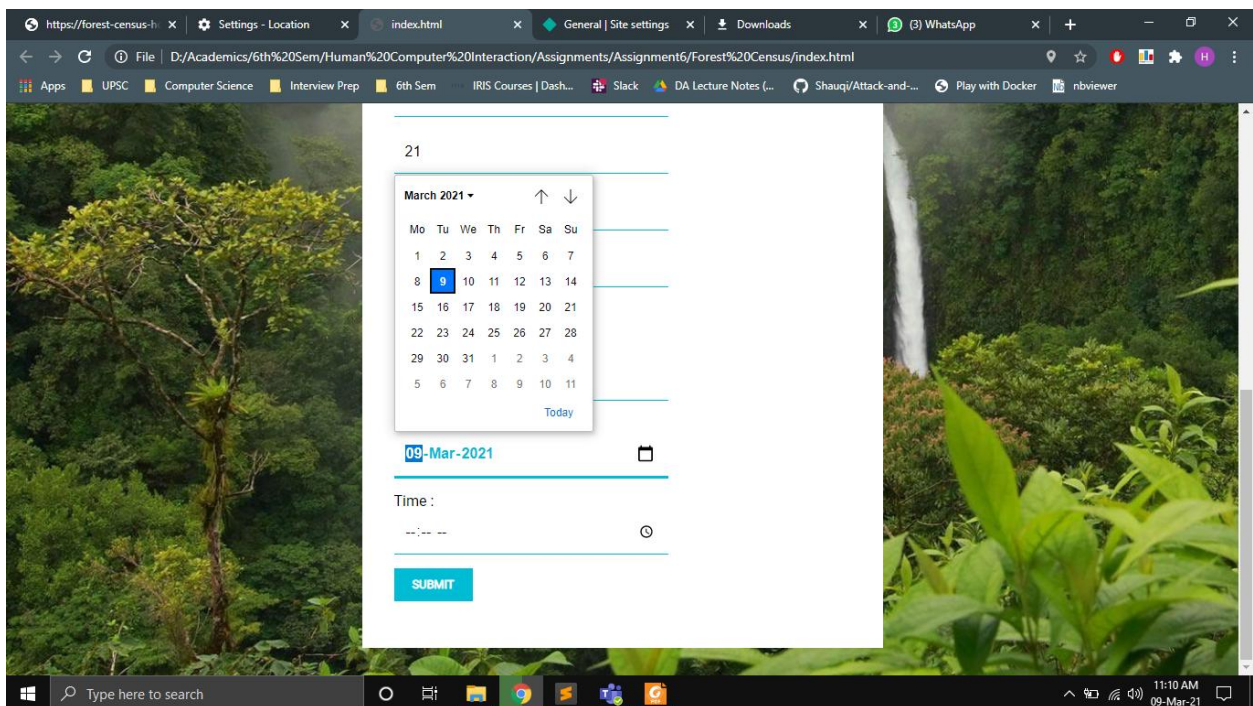 https://forest-census-h
Settings - Location
index.html
General | Site settings
Downloads
(3) WhatsApp
File D:/Academics/6th%20Sem/Human%20Computer%20Interaction/Assignments/Assignment6/Forest%20Census/index.html
H
Apps UPSC Computer Science Interview Prep 6th Sem IRIS Courses | Dash... Slack DA Lecture Notes (... Shauqi/Attack-and-... Play with Docker nbviewer
21
March 2021
Mo Tu We Th Fr Sa Su
1 2 3 4 5 6 7
8 9 10 11 12 13 14
15 16 17 18 19 20 21
22 23 24 25 26 27 28
29 30 31 1 2 3 4
5 6 7 8 9 10 11
Today
09-Mar-2021
Time :
--:-- --
SUBMIT
Type here to search
11:10 AM
09-Mar-21